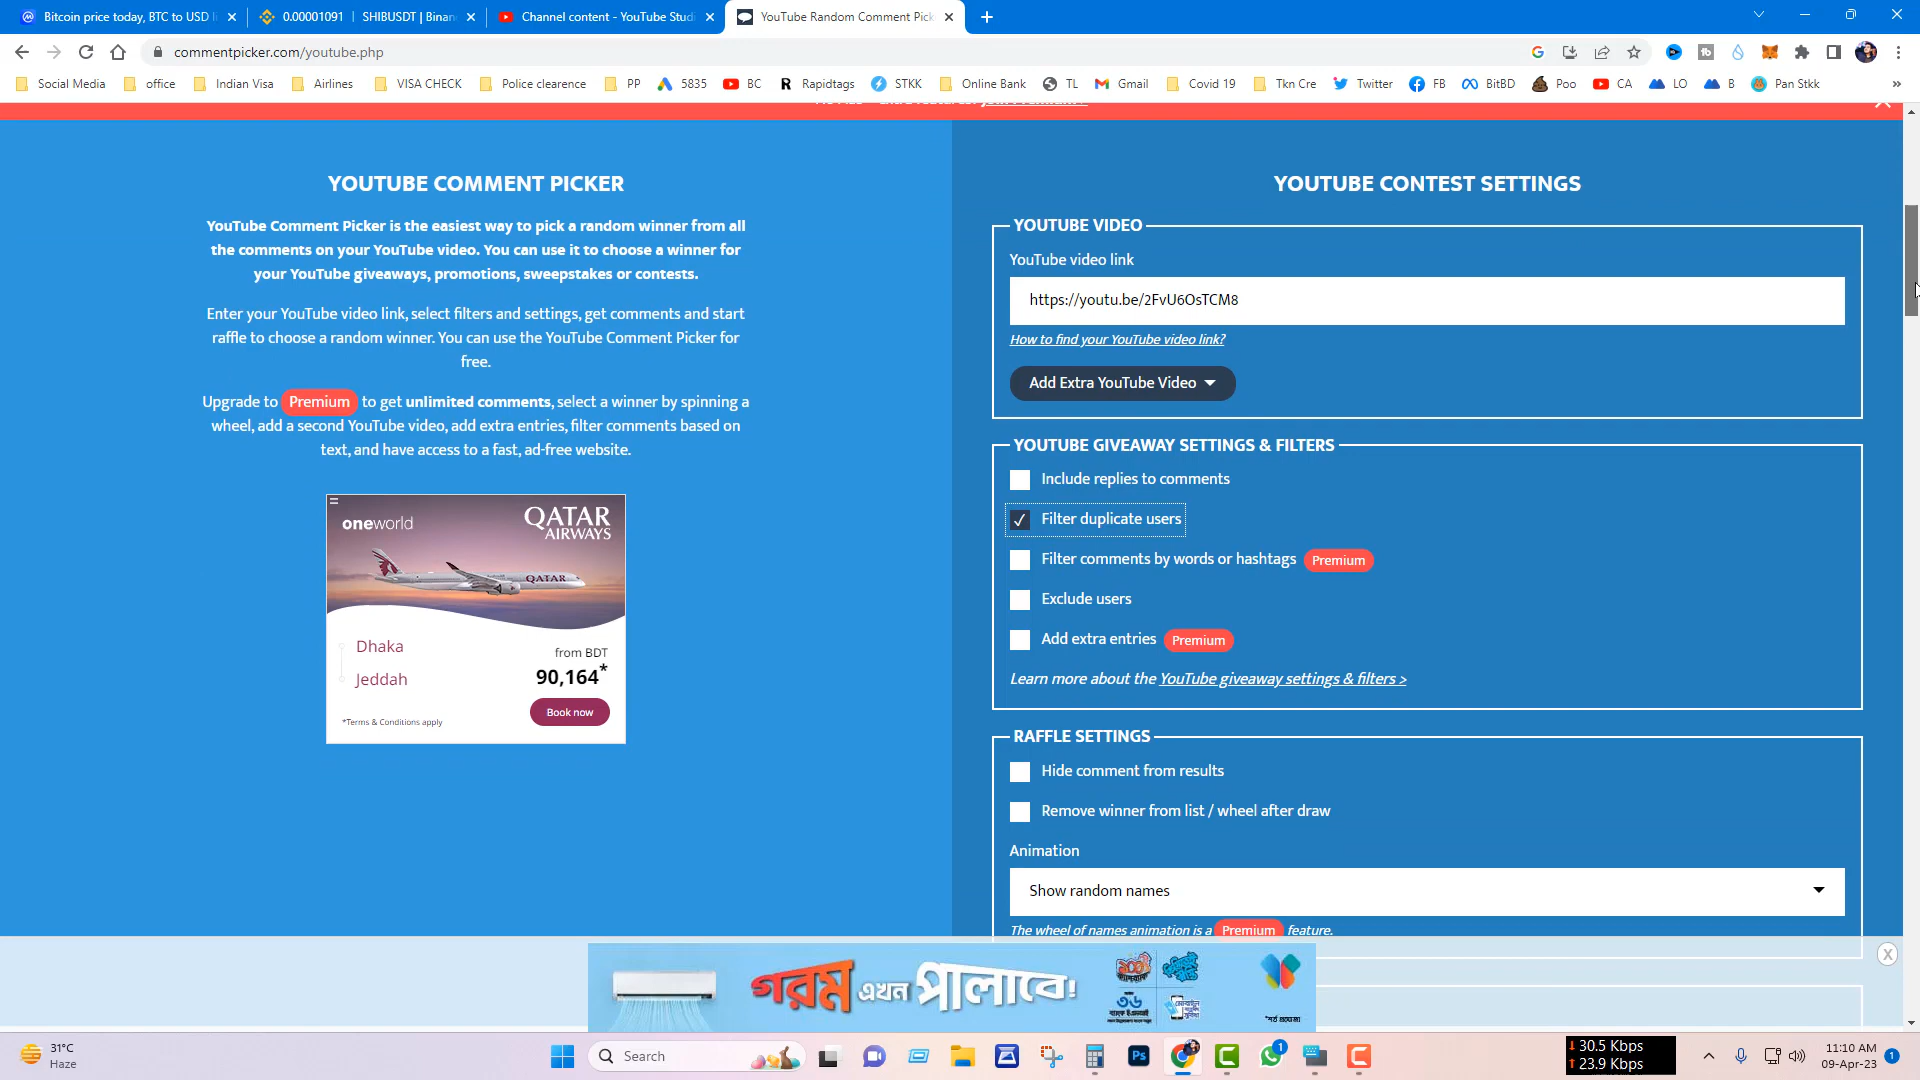 Bitcoin price today, BTC to USD li
0.00001091 | SHIBUSDT | Binan
Channel content - YouTube Studi
YouTube Random Comment Pick
commentpicker.com/youtube.php
Social Media
office
Indian Visa
Airlines
VISA CHECK
Police clearence
PP
5835
BC
Rapidtags
STKK
Online Bank
TL
Gmail
Covid 19
Tkn Cre
Twitter
FB
BitBD
Poo
CA
LO
B
Pan Stkk
YOUTUBE COMMENT PICKER
YouTube Comment Picker is the easiest way to pick a random winner from all
the comments on your YouTube video. You can use it to choose a winner for
your YouTube giveaways, promotions, sweepstakes or contests.
Enter your YouTube video link, select filters and settings, get comments and start
raffle to choose a random winner. You can use the YouTube Comment Picker for
free.
Upgrade to Premium to get unlimited comments, select a winner by spinning a
wheel, add a second YouTube video, add extra entries, filter comments based on
text, and have access to a fast, ad-free website.
oneworld
QATAR
AIRWAYS
QATAR
Dhaka
Jeddah
from BDT
90,164*
Book now
*Terms & Conditions apply
YOUTUBE CONTEST SETTINGS
YOUTUBE VIDEO
YouTube video link
https://youtu.be/2FvU6OsTCM8
How to find your YouTube video link?
Add Extra YouTube Video
YOUTUBE GIVEAWAY SETTINGS & FILTERS
Include replies to comments
Filter duplicate users
Filter comments by words or hashtags Premium
Exclude users
Add extra entries Premium
Learn more about the YouTube giveaway settings & filters >
RAFFLE SETTINGS
Hide comment from results
Remove winner from list / wheel after draw
Animation
Show random names
The wheel of names animation is a Premium feature.
গরম এখন পালাবে!
৩৬
X
31°C
Haze
Search
Ps
1
30.5 Kbps
23.9 Kbps
11:10 AM
09-Apr-23
1